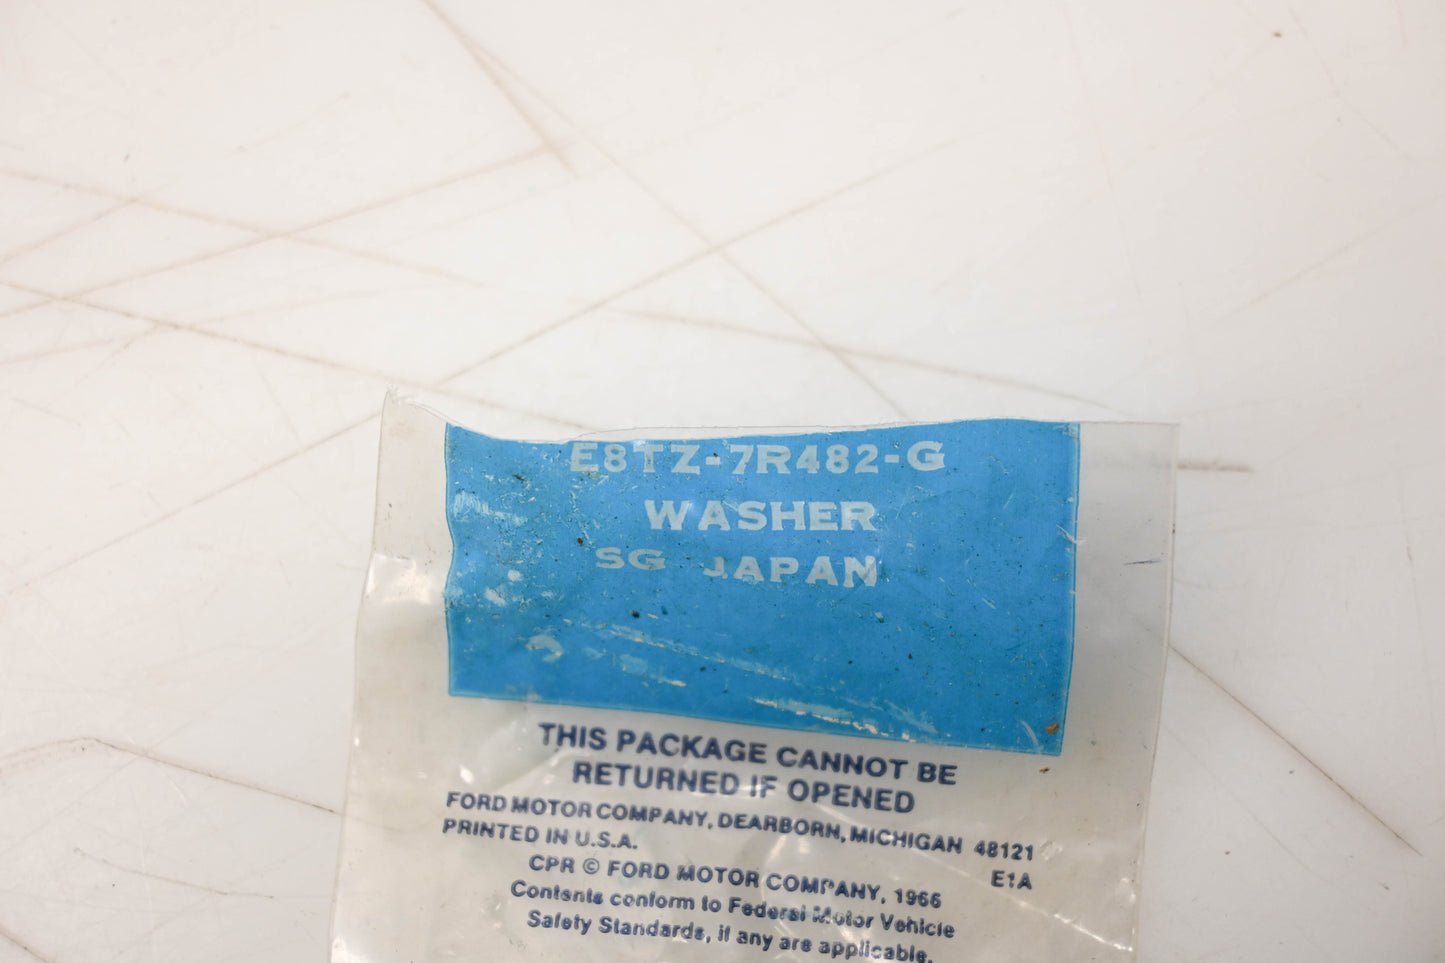 E8TZ-7R482-G
WASHER
SG JAPAN
THIS PACKAGE CANNOT BE
RETURNED IF OPENED
FORD MOTOR COMPANY, DEARBORN, MICHIGAN 48121
PRINTED IN U.S.A. E1A
CPR © FORD MOTOR COMPANY, 1966
Contents conform to Federal Motor Vehicle
Safety Standards, if any are applicable.